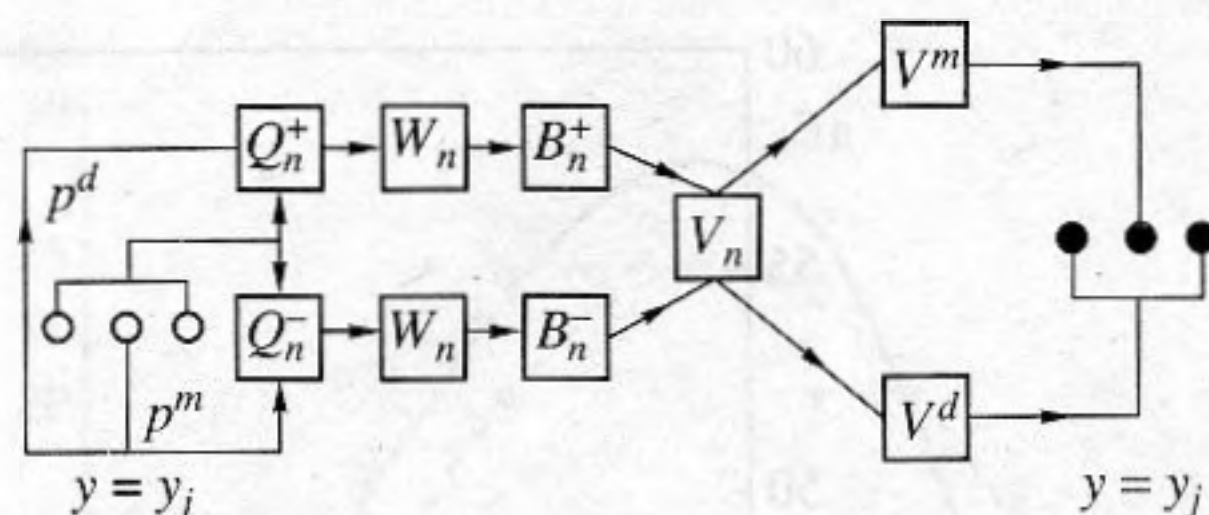 V^m
Q_n^+ W_n B_n^+
p^d
V_n
Q_n^- W_n B_n^-
p^m
V^d
y = y_j y = y_j